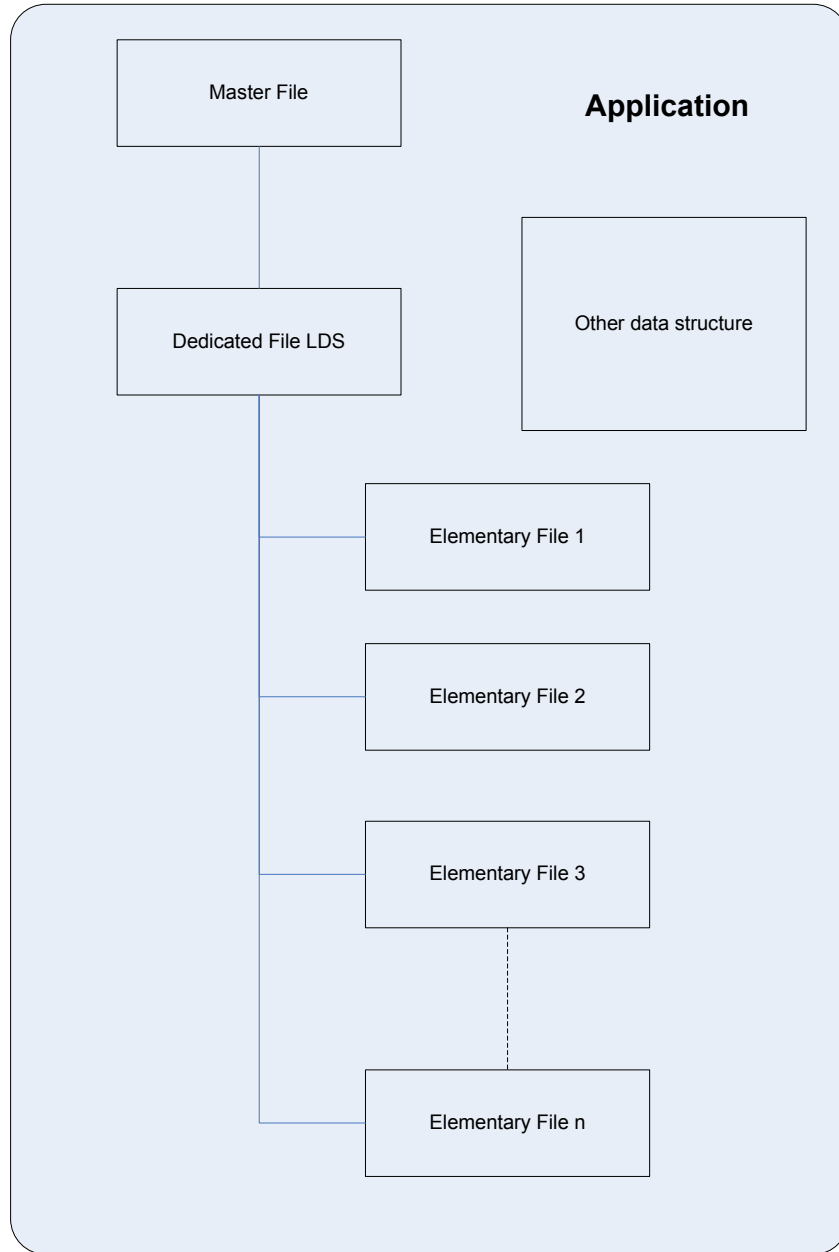 Master File
Application
Other data structure
Dedicated File LDS
Elementary File 1
Elementary File 2
Elementary File 3
Elementary File n